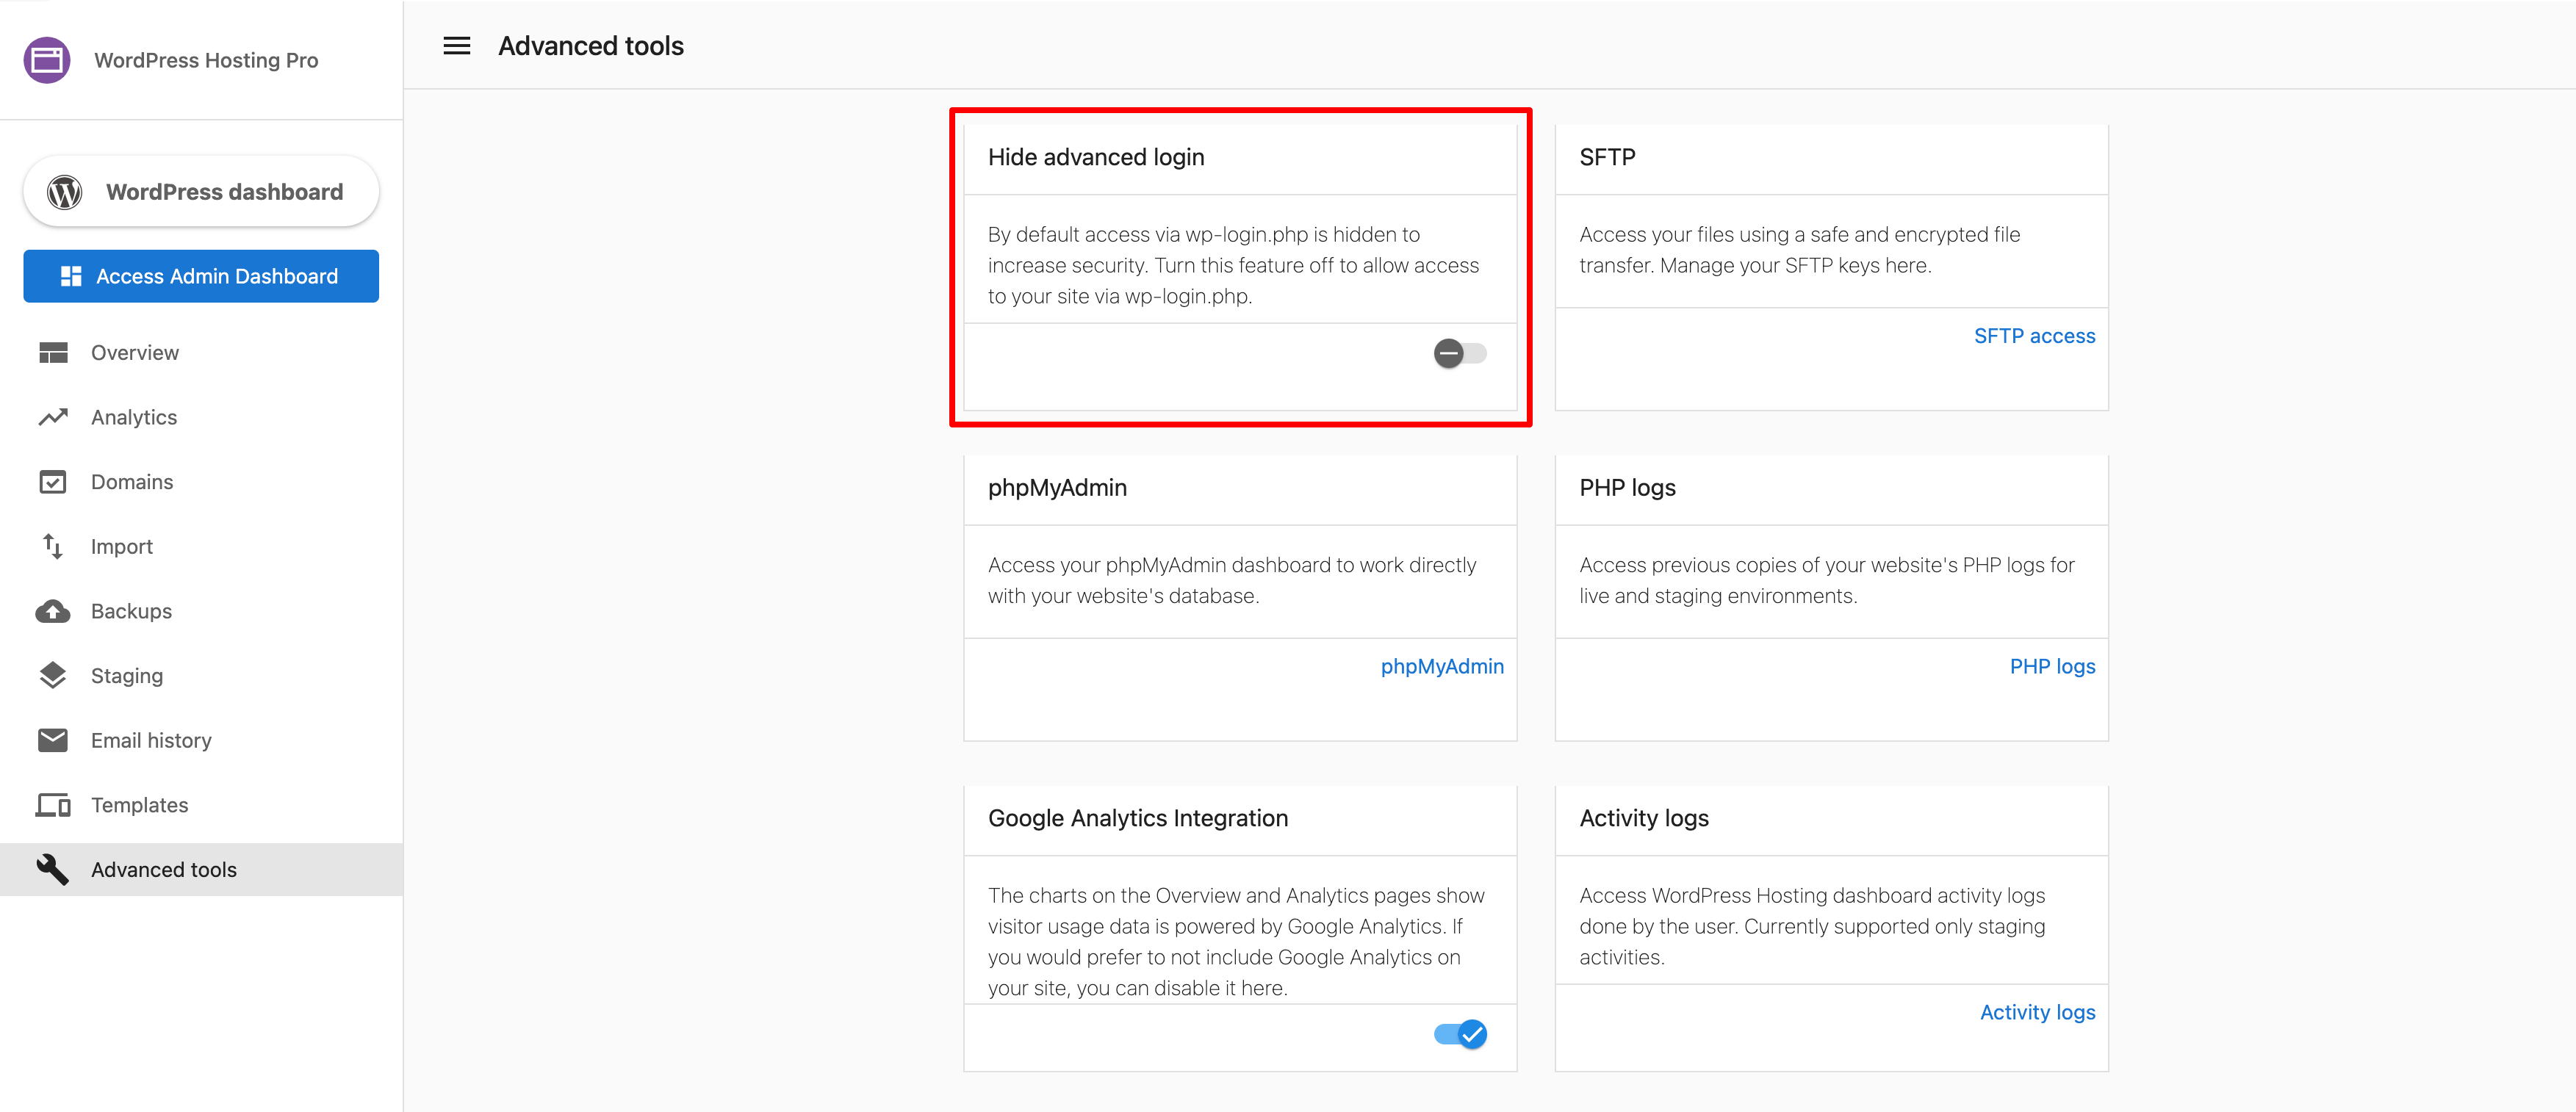 WordPress Hosting Pro
WordPress dashboard
Access Admin Dashboard
Overview
Analytics
Domains
Import
Backups
Staging
Email history
Templates
Advanced tools
Advanced tools
Hide advanced login
By default access via wp-login.php is hidden to
increase security. Turn this feature off to allow access
to your site via wp-login.php.
SFTP
Access your files using a safe and encrypted file
transfer. Manage your SFTP keys here.
SFTP access
phpMyAdmin
Access your phpMyAdmin dashboard to work directly
with your website's database.
phpMyAdmin
PHP logs
Access previous copies of your website's PHP logs for
live and staging environments.
PHP logs
Google Analytics Integration
The charts on the Overview and Analytics pages show
visitor usage data is powered by Google Analytics. If
you would prefer to not include Google Analytics on
your site, you can disable it here.
Activity logs
Access WordPress Hosting dashboard activity logs
done by the user. Currently supported only staging
activities.
Activity logs